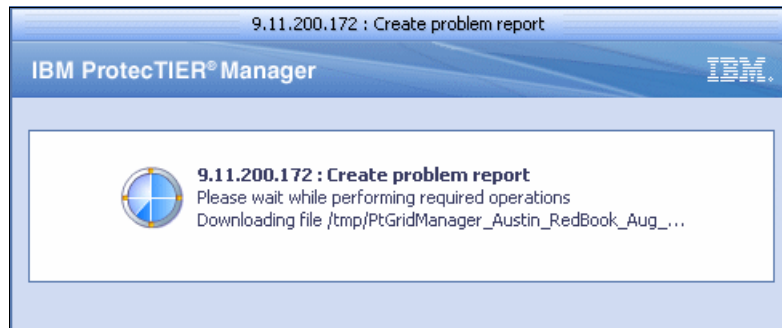 9.11.200.172 : Create problem report
IBM ProtecTIER® Manager
IBM.
9.11.200.172 : Create problem report
Please wait while performing required operations
Downloading file /tmp/PtGridManager_Austin_RedBook_Aug_...